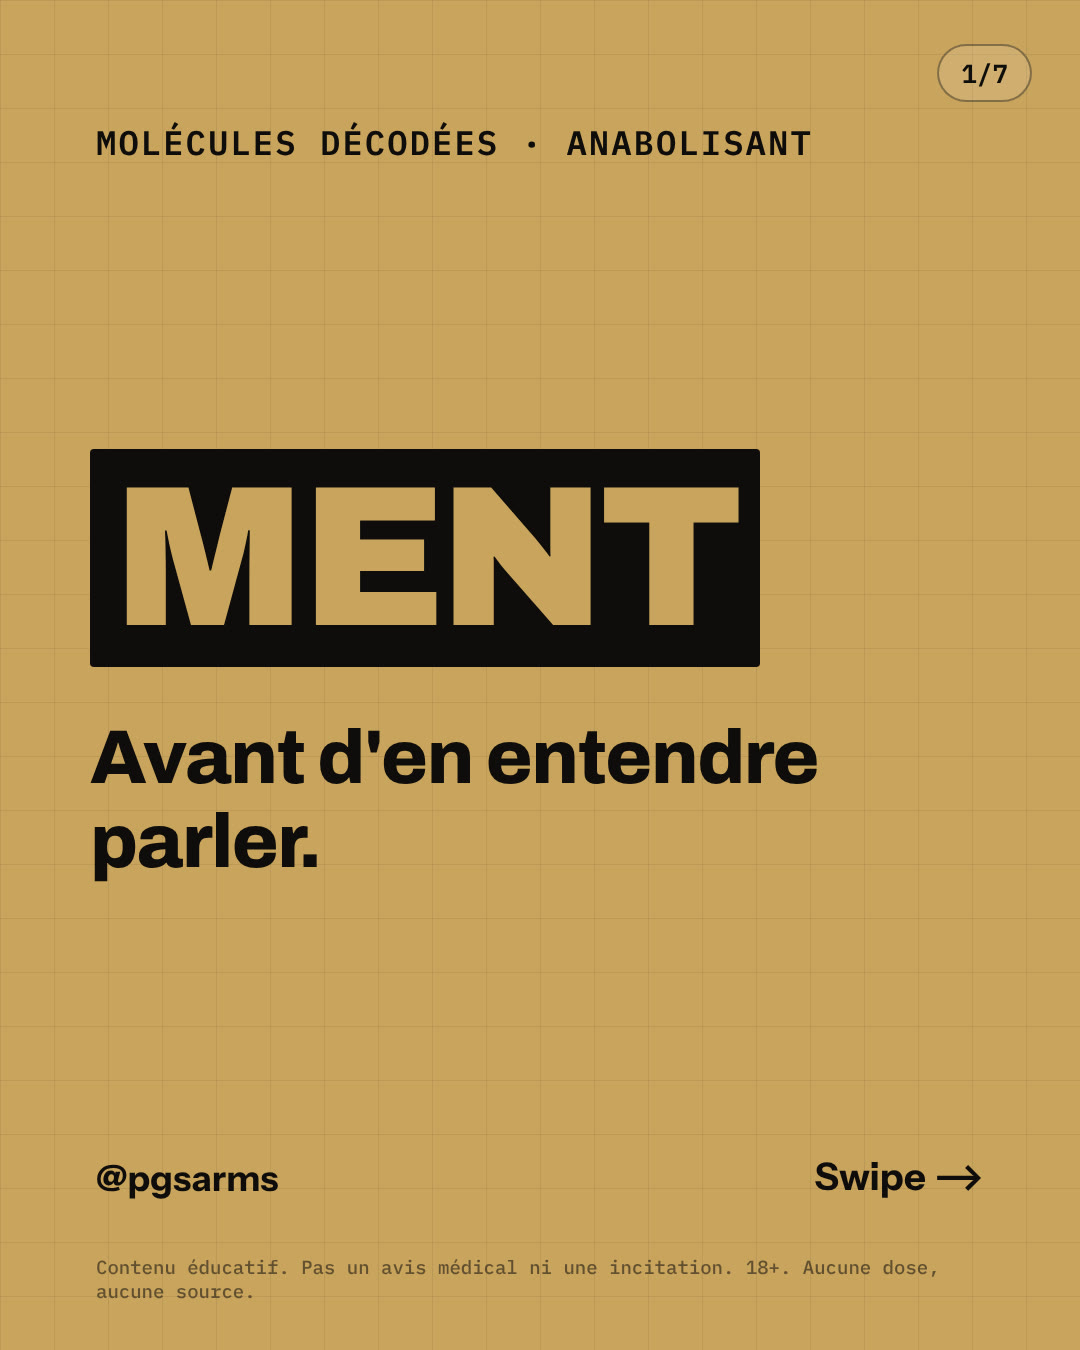 1/7
MOLÉCULES DÉCODÉES · ANABOLISANT
MENT
Avant d'en entendre
parler.
@pgsarms
Swipe →
Contenu éducatif. Pas un avis médical ni une incitation. 18+. Aucune dose,
aucune source.